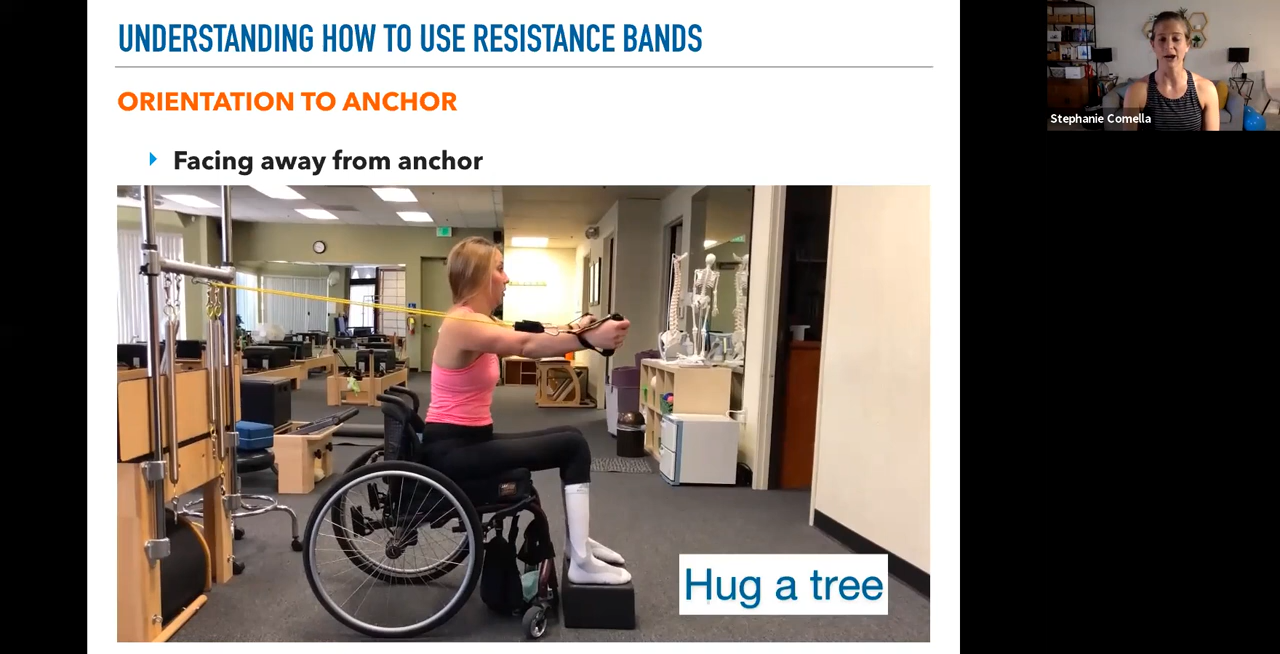 UNDERSTANDING HOW TO USE RESISTANCE BANDS
ORIENTATION TO ANCHOR
Facing away from anchor
Hug a tree
Stephanie Comella